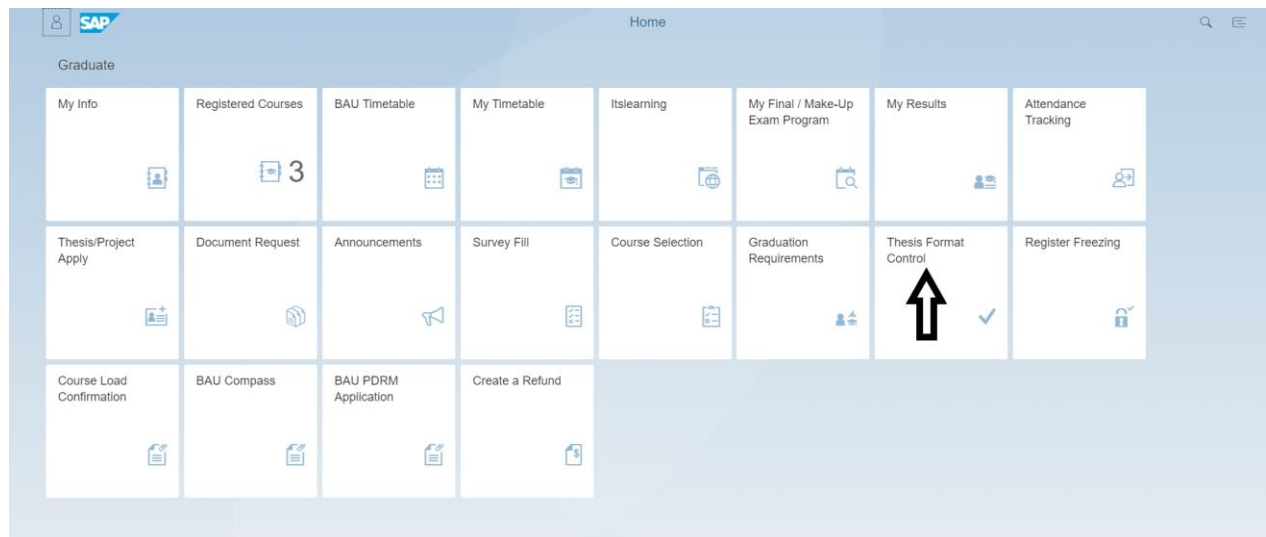 SAP
Home
Graduate
My Info
Registered Courses
3
BAU Timetable
My Timetable
Itslearning
My Final / Make-Up
Exam Program
My Results
Attendance
Tracking
Thesis/Project
Apply
Document Request
Announcements
Survey Fill
Course Selection
Graduation
Requirements
Thesis Format
Control
Register Freezing
Course Load
Confirmation
BAU Compass
BAU PDRM
Application
Create a Refund
$